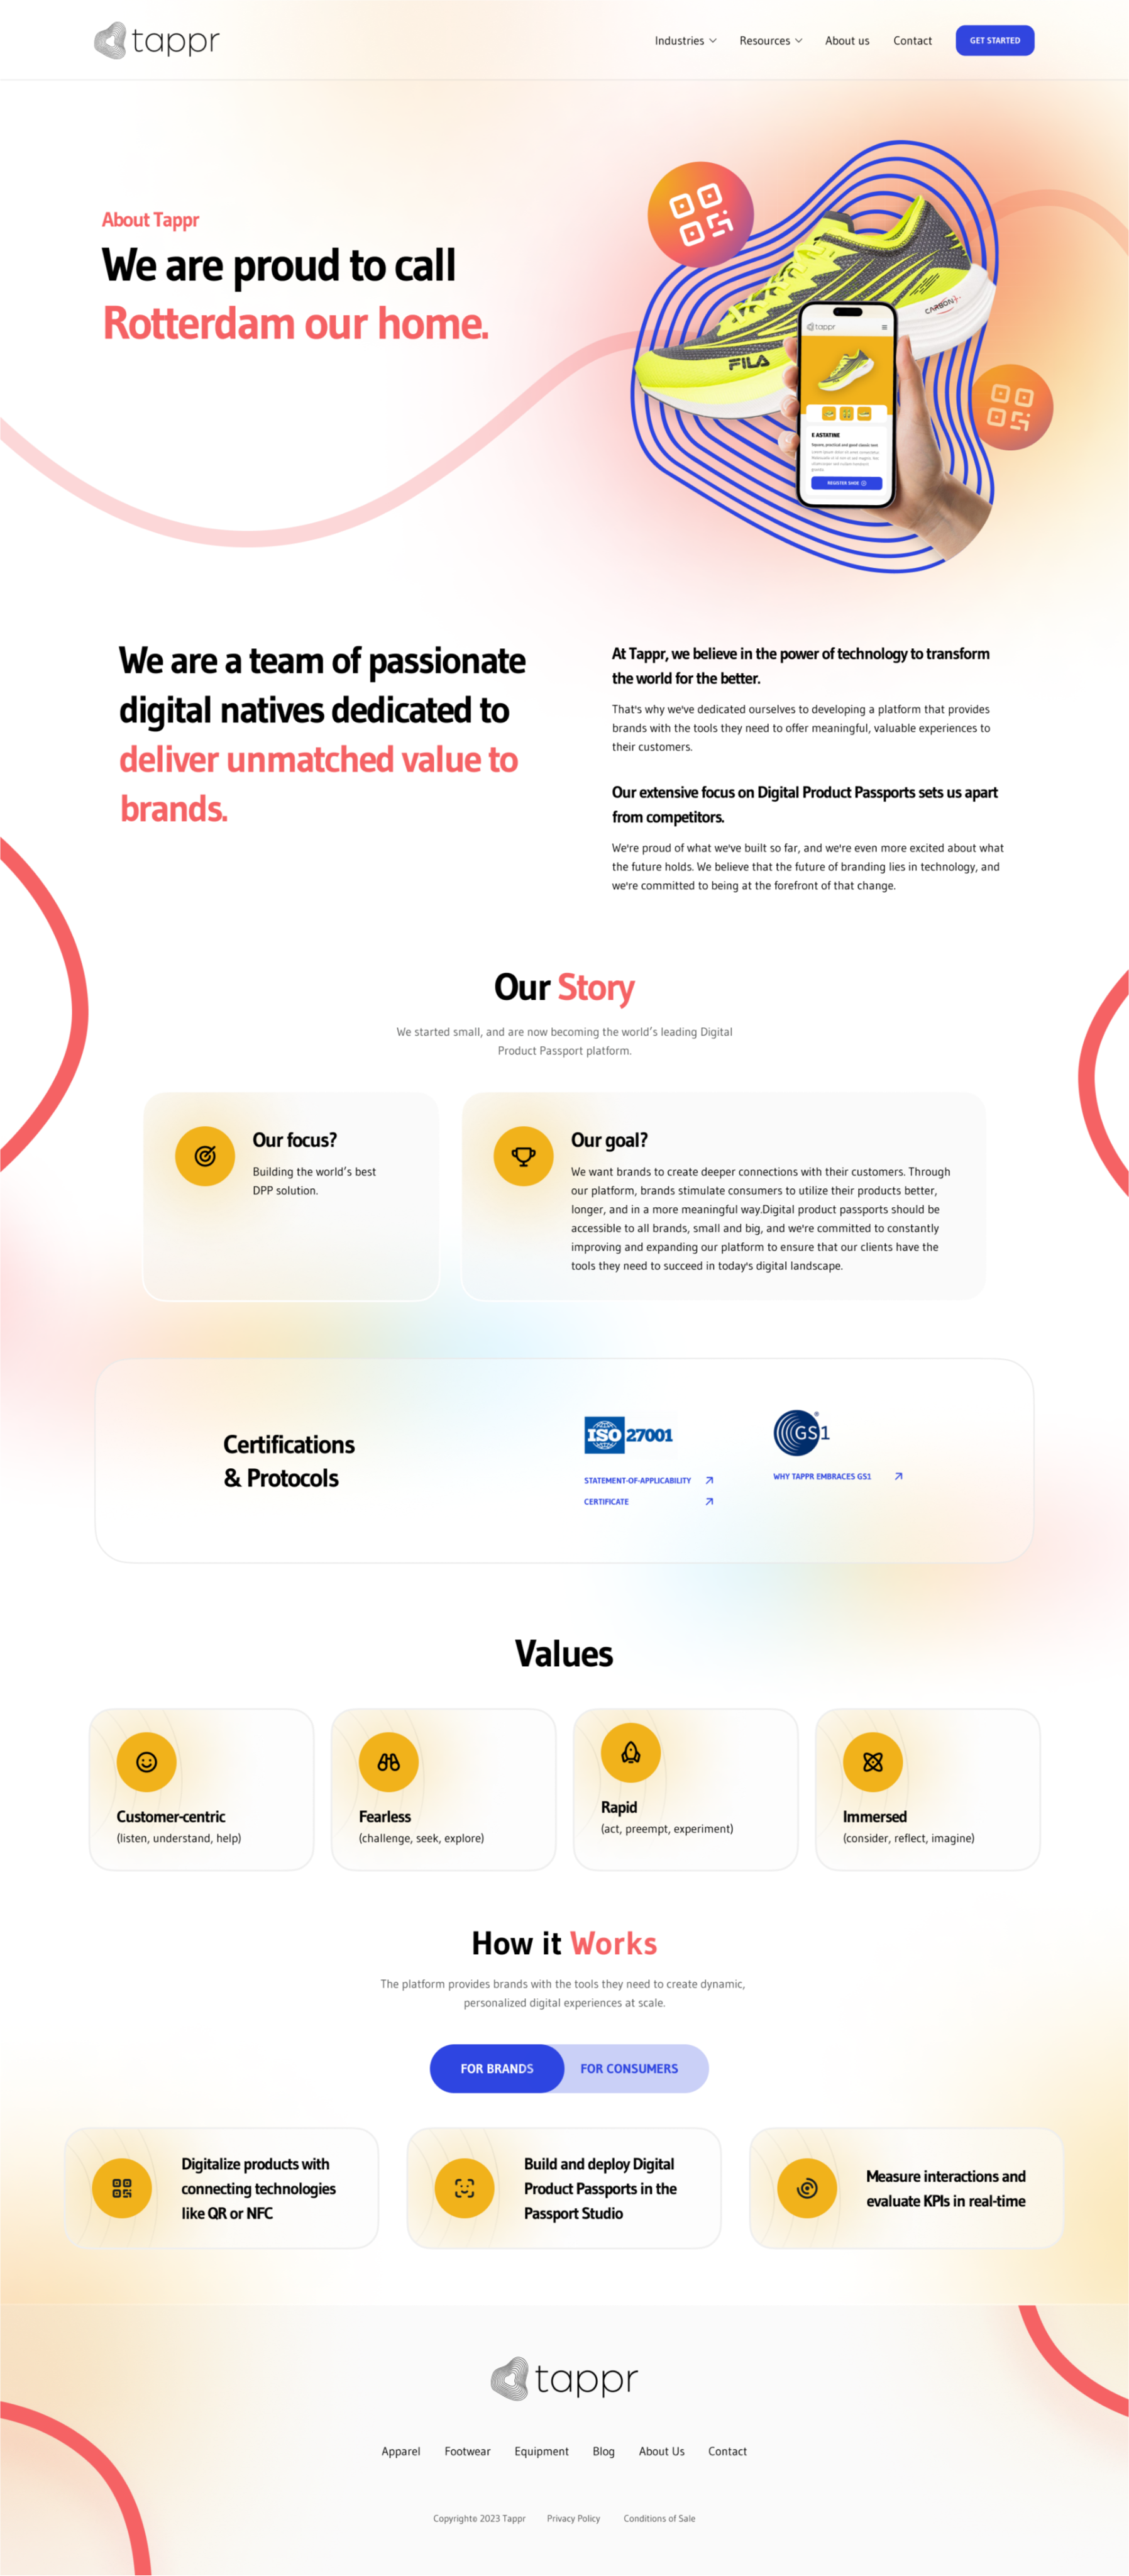 tappr
Industries
Resources
About us
Contact
GET STARTED
About Tappr
We are proud to call
Rotterdam our home.
FILA
CARBON
tappr
E ASTATINE
REGISTER SHOE
We are a team of passionate
digital natives dedicated to
deliver unmatched value to
brands.
At Tappr, we believe in the power of technology to transform
the world for the better.
That's why we've dedicated ourselves to developing a platform that provides
brands with the tools they need to offer meaningful, valuable experiences to
their customers.
Our extensive focus on Digital Product Passports sets us apart
from competitors.
We're proud of what we've built so far, and we're even more excited about what
the future holds. We believe that the future of branding lies in technology, and
we're committed to being at the forefront of that change.
Our Story
We started small, and are now becoming the world's leading Digital
Product Passport platform.
Our focus?
Building the world's best
DPP solution.
Our goal?
We want brands to create deeper connections with their customers. Through
our platform, brands stimulate consumers to utilize their products better,
longer, and in a more meaningful way.Digital product passports should be
accessible to all brands, small and big, and we're committed to constantly
improving and expanding our platform to ensure that our clients have the
tools they need to succeed in today's digital landscape.
Certifications
& Protocols
ISO 27001
STATEMENT-OF-APPLICABILITY
CERTIFICATE
GS1
®
WHY TAPPR EMBRACES GS1
Values
Customer-centric
(listen, understand, help)
Fearless
(challenge, seek, explore)
Rapid
(act, preempt, experiment)
Immersed
(consider, reflect, imagine)
How it Works
The platform provides brands with the tools they need to create dynamic,
personalized digital experiences at scale.
FOR BRANDS
FOR CONSUMERS
Digitalize products with
connecting technologies
like QR or NFC
Build and deploy Digital
Product Passports in the
Passport Studio
Measure interactions and
evaluate KPIs in real-time
tappr
Apparel
Footwear
Equipment
Blog
About Us
Contact
Copyright© 2023 Tappr
Privacy Policy
Conditions of Sale